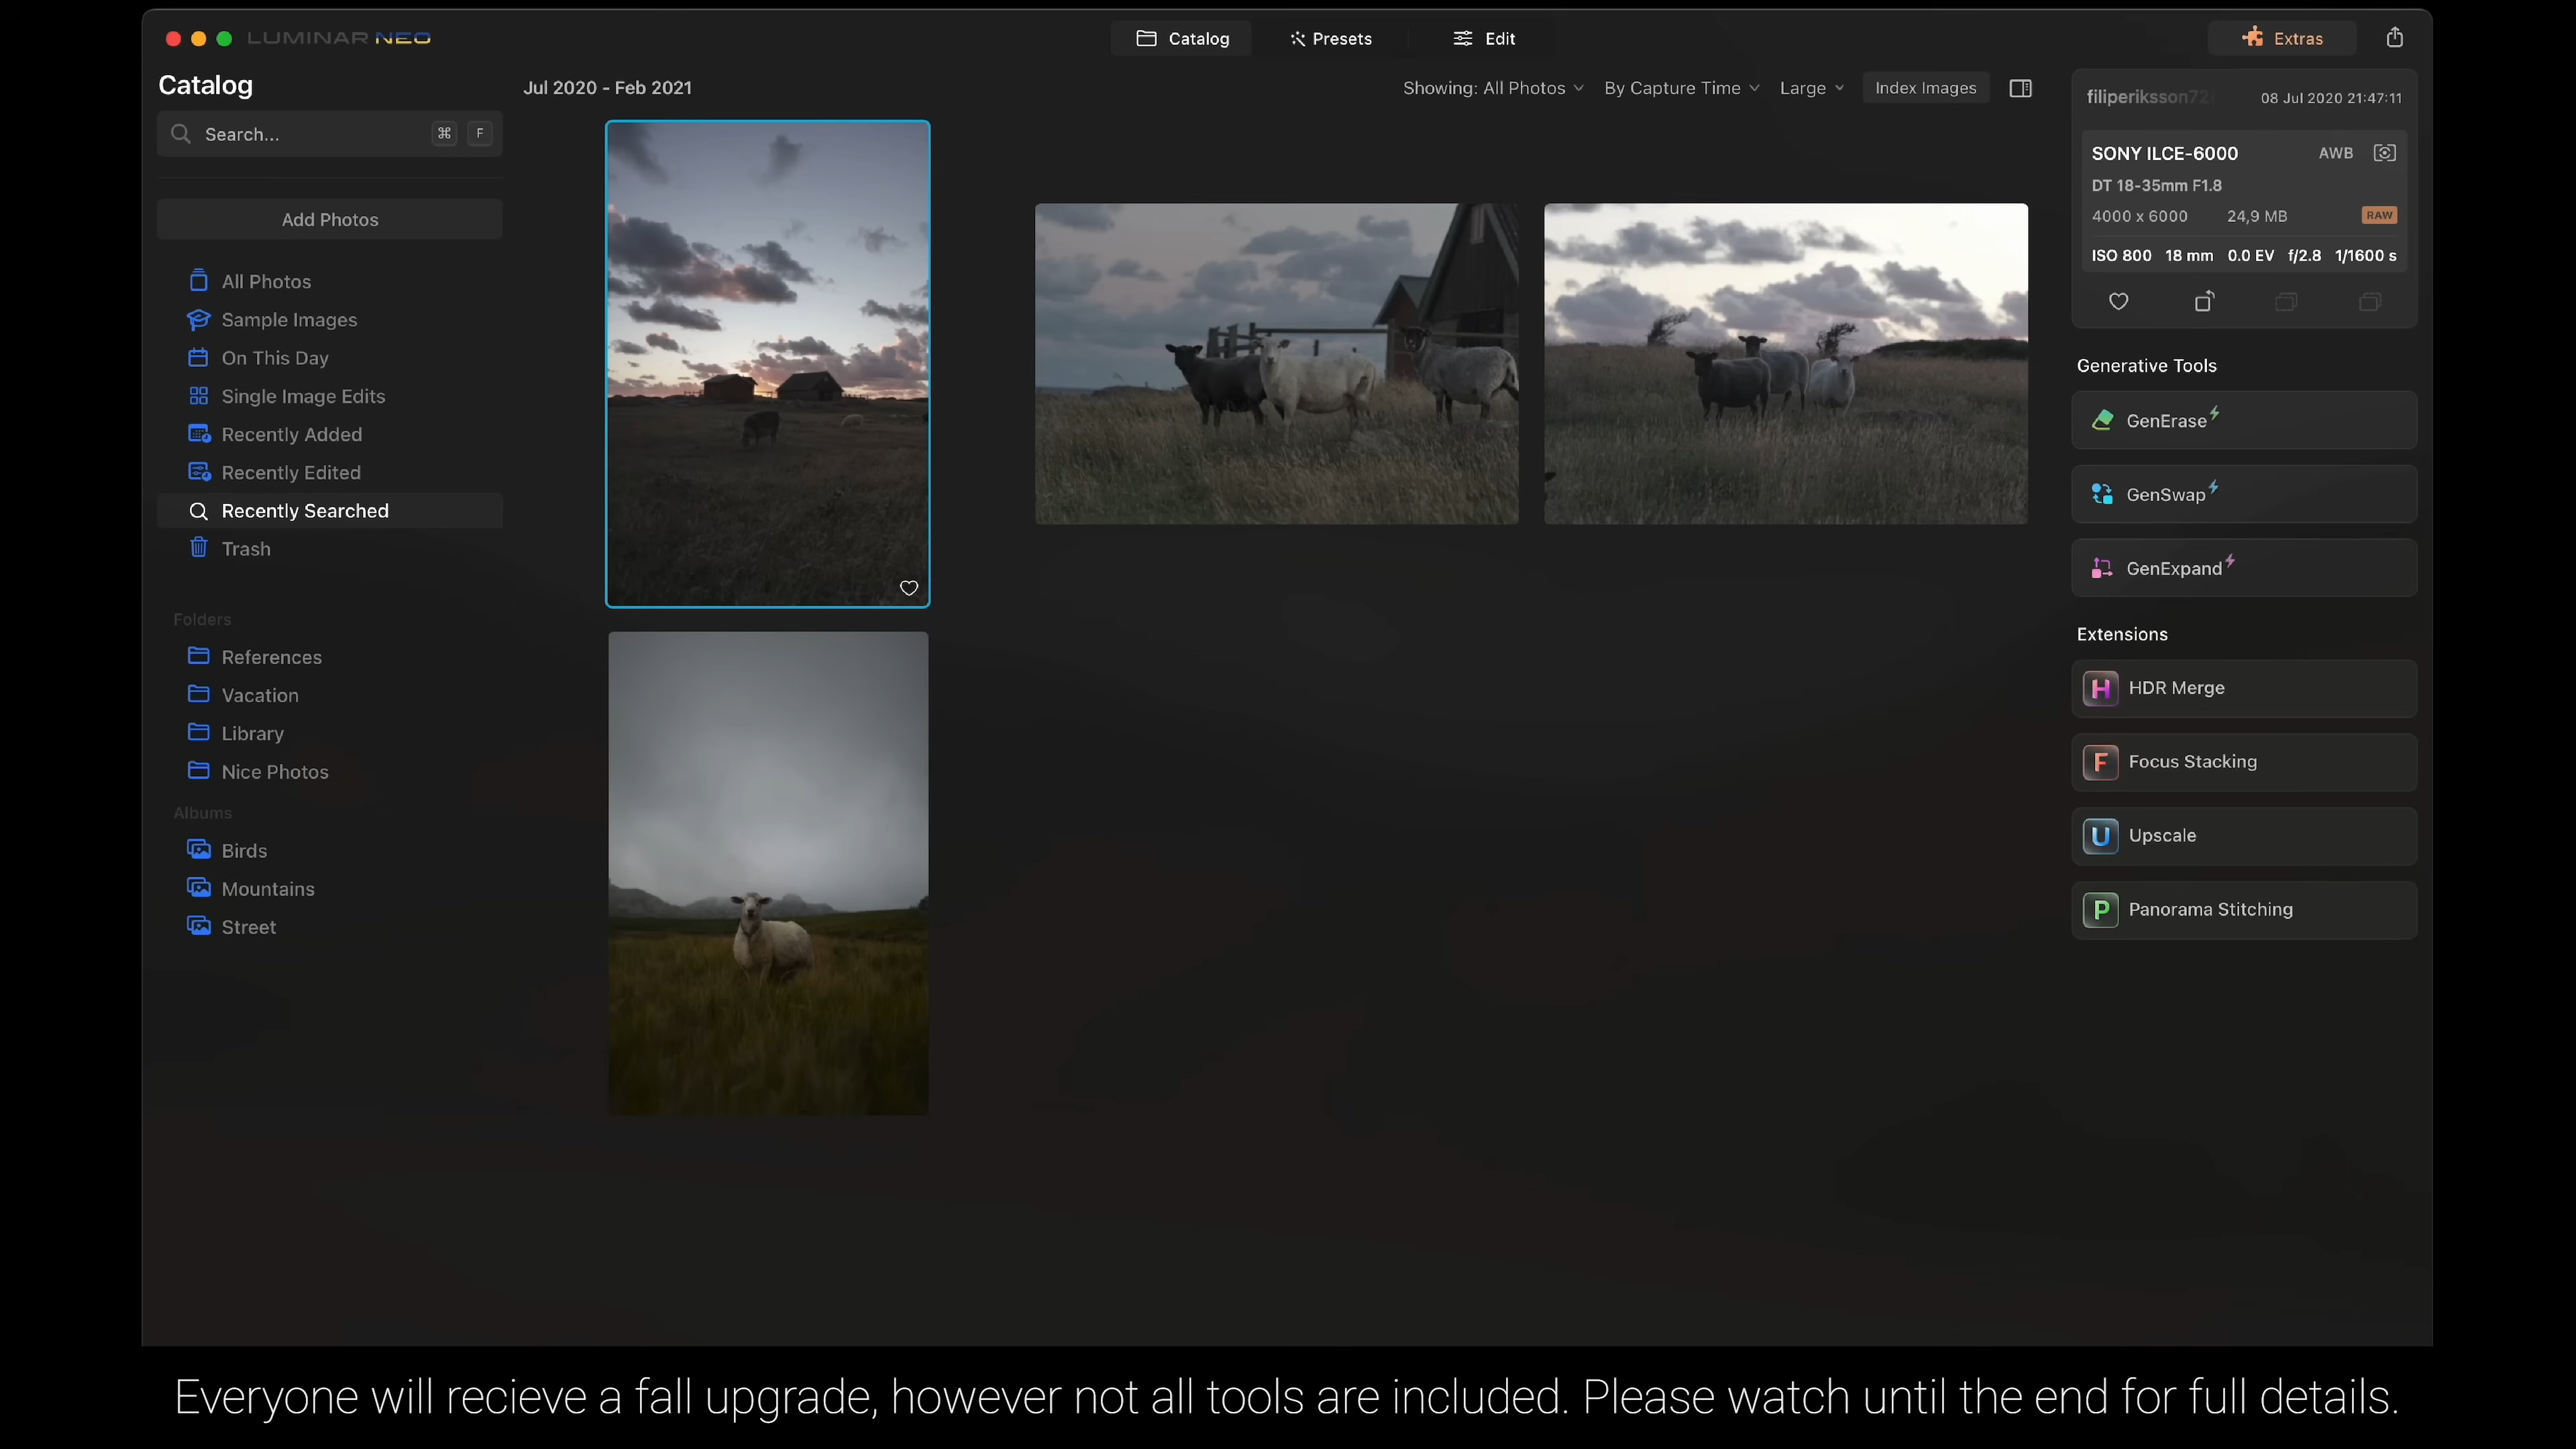 LUMINAR NEO
Catalog
Presets
Edit
Extras
Catalog
Search...
⌘ F
Add Photos
All Photos
Sample Images
On This Day
Single Image Edits
Recently Added
Recently Edited
Recently Searched
Trash
Folders
References
Vacation
Library
Nice Photos
Albums
Birds
Mountains
Street
Jul 2020 - Feb 2021
Showing: All Photos
By Capture Time
Large
Index Images
filiperiksson72 08 Jul 2020 21:47:11
SONY ILCE-6000 AWB
DT 18-35mm F1.8
4000 x 6000 24,9 MB RAW
ISO 800 18 mm 0.0 EV f/2.8 1/1600 s
Generative Tools
GenErase
GenSwap
GenExpand
Extensions
H HDR Merge
F Focus Stacking
U Upscale
P Panorama Stitching
Everyone will recieve a fall upgrade, however not all tools are included. Please watch until the end for full details.